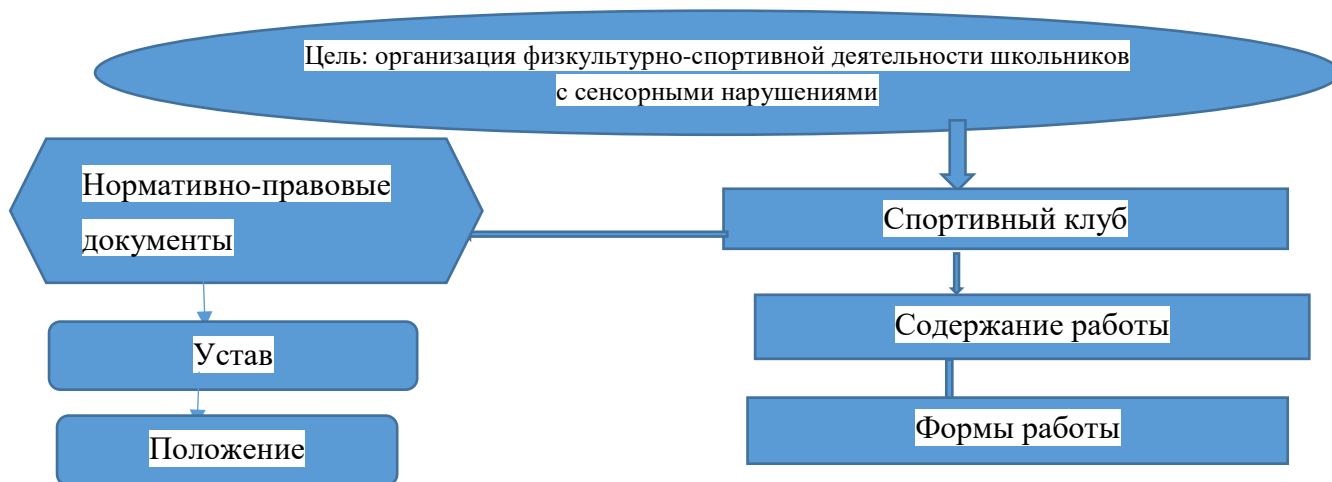 Цель: организация физкультурно-спортивной деятельности школьников
с сенсорными нарушениями
Нормативно-правовые
документы
Спортивный клуб
Содержание работы
Устав
Формы работы
Положение